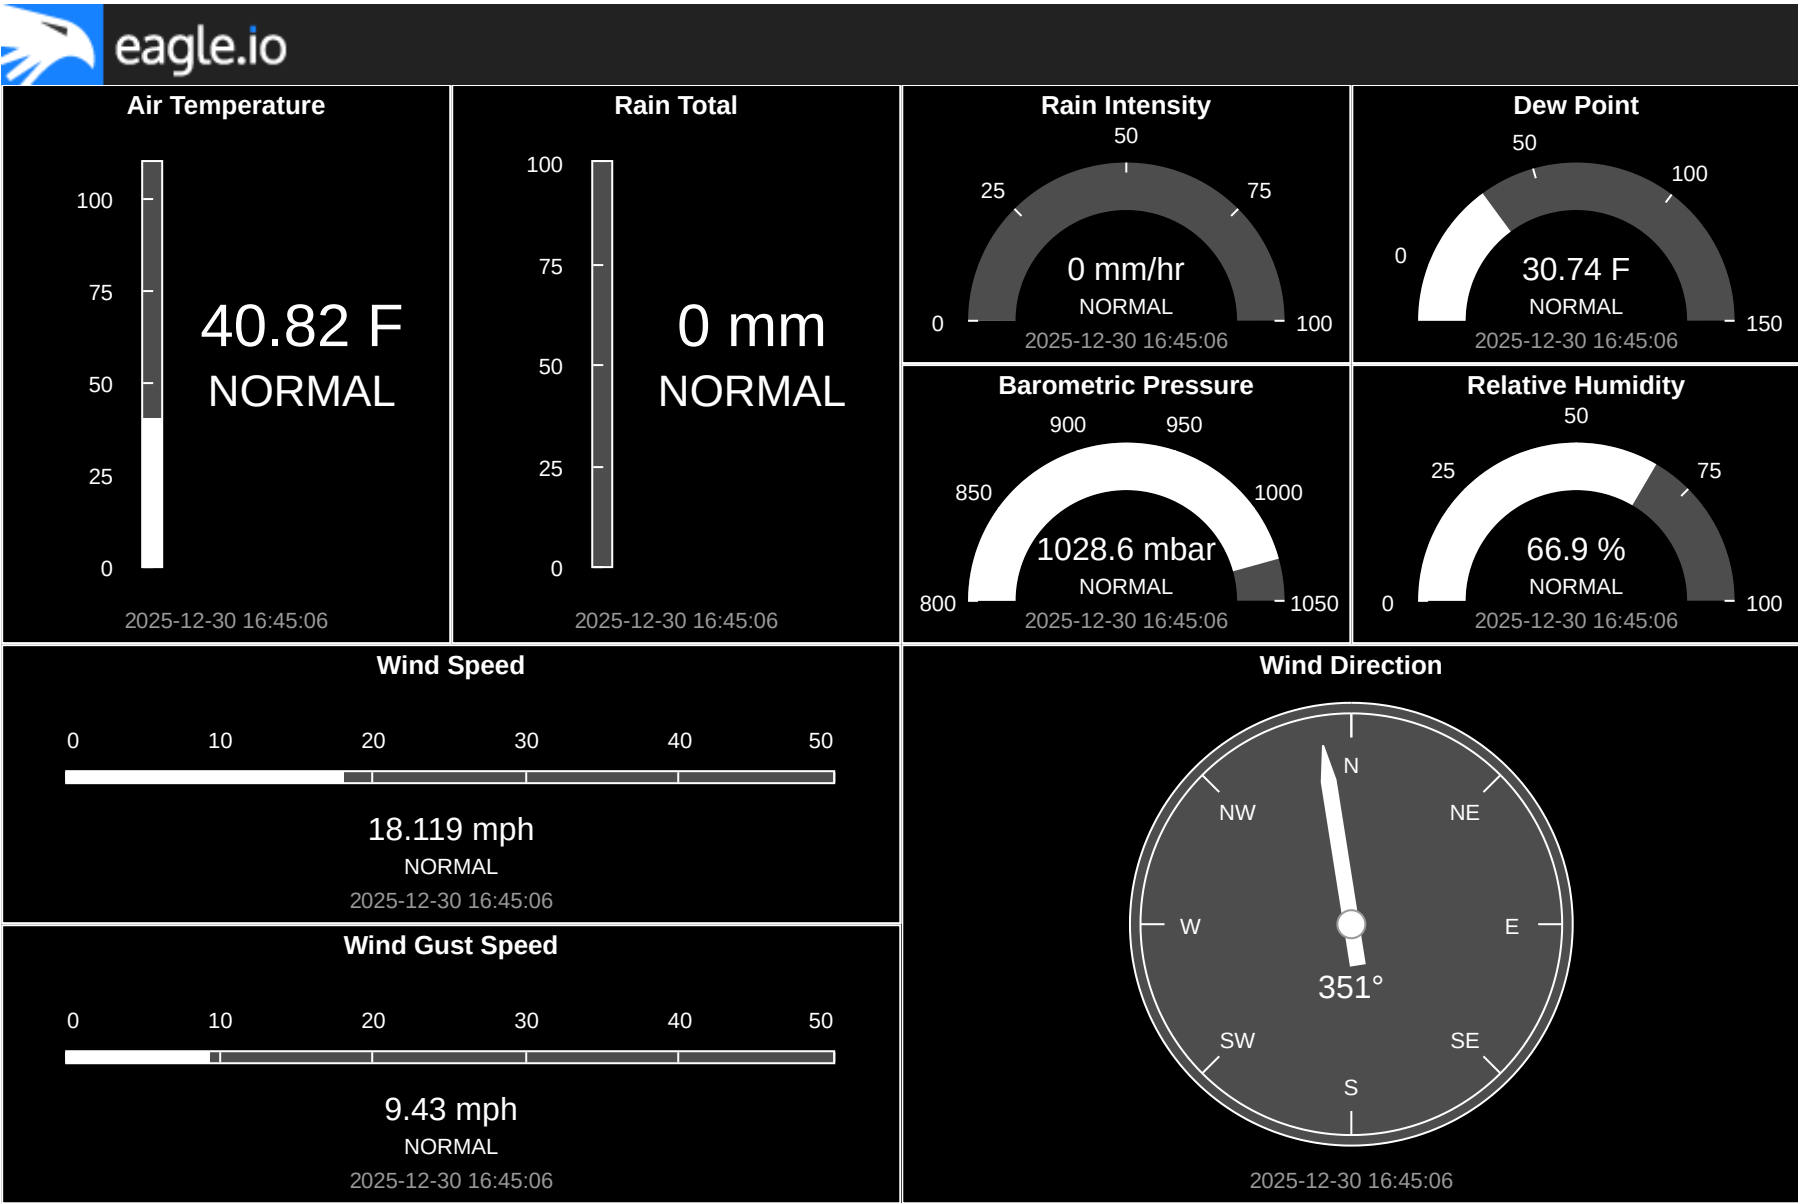 eagle.io
Air Temperature
100
75
50
25
0
40.82 F
NORMAL
2025-12-30 16:45:06
Rain Total
100
75
50
25
0
0 mm
NORMAL
2025-12-30 16:45:06
Rain Intensity
50
25
75
0
100
0 mm/hr
NORMAL
2025-12-30 16:45:06
Dew Point
50
100
0
150
30.74 F
NORMAL
2025-12-30 16:45:06
Barometric Pressure
900
950
850
1000
800
1050
1028.6 mbar
NORMAL
2025-12-30 16:45:06
Relative Humidity
50
25
75
0
100
66.9 %
NORMAL
2025-12-30 16:45:06
Wind Speed
0 10 20 30 40 50
18.119 mph
NORMAL
2025-12-30 16:45:06
Wind Gust Speed
0 10 20 30 40 50
9.43 mph
NORMAL
2025-12-30 16:45:06
Wind Direction
N
NW
NE
W
E
351°
SW
SE
S
2025-12-30 16:45:06